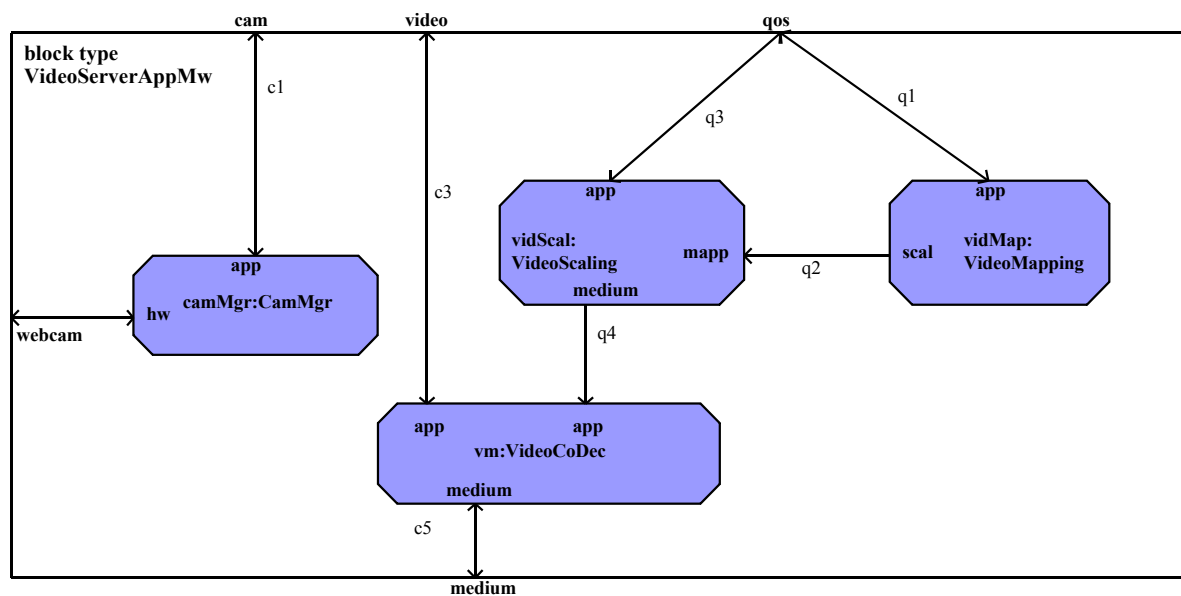 cam
video
qos
block type
VideoServerAppMw
c1
q3
q1
c3
app
app
vidScal:
VideoScaling
mapp
medium
q2
scal
vidMap:
VideoMapping
app
camMgr:CamMgr
hw
webcam
q4
app
app
vm:VideoCoDec
medium
c5
medium